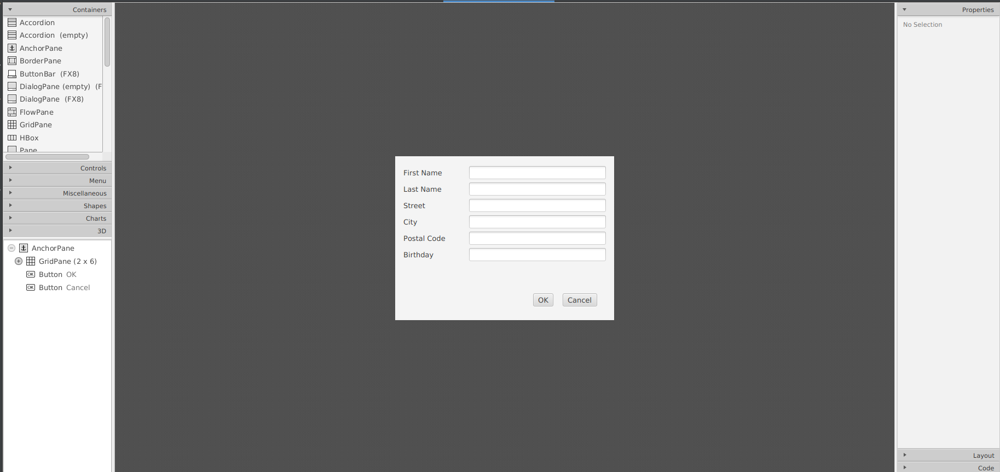 Containers
Accordion
Accordion (empty)
AnchorPane
BorderPane
ButtonBar (FX8)
DialogPane (empty) (F
DialogPane (FX8)
FlowPane
GridPane
HBox
Pane
Controls
Menu
Miscellaneous
Shapes
Charts
3D
AnchorPane
GridPane (2 x 6)
OK Button OK
OK Button Cancel
First Name
Last Name
Street
City
Postal Code
Birthday
OK Cancel
Properties
No Selection
Layout
Code